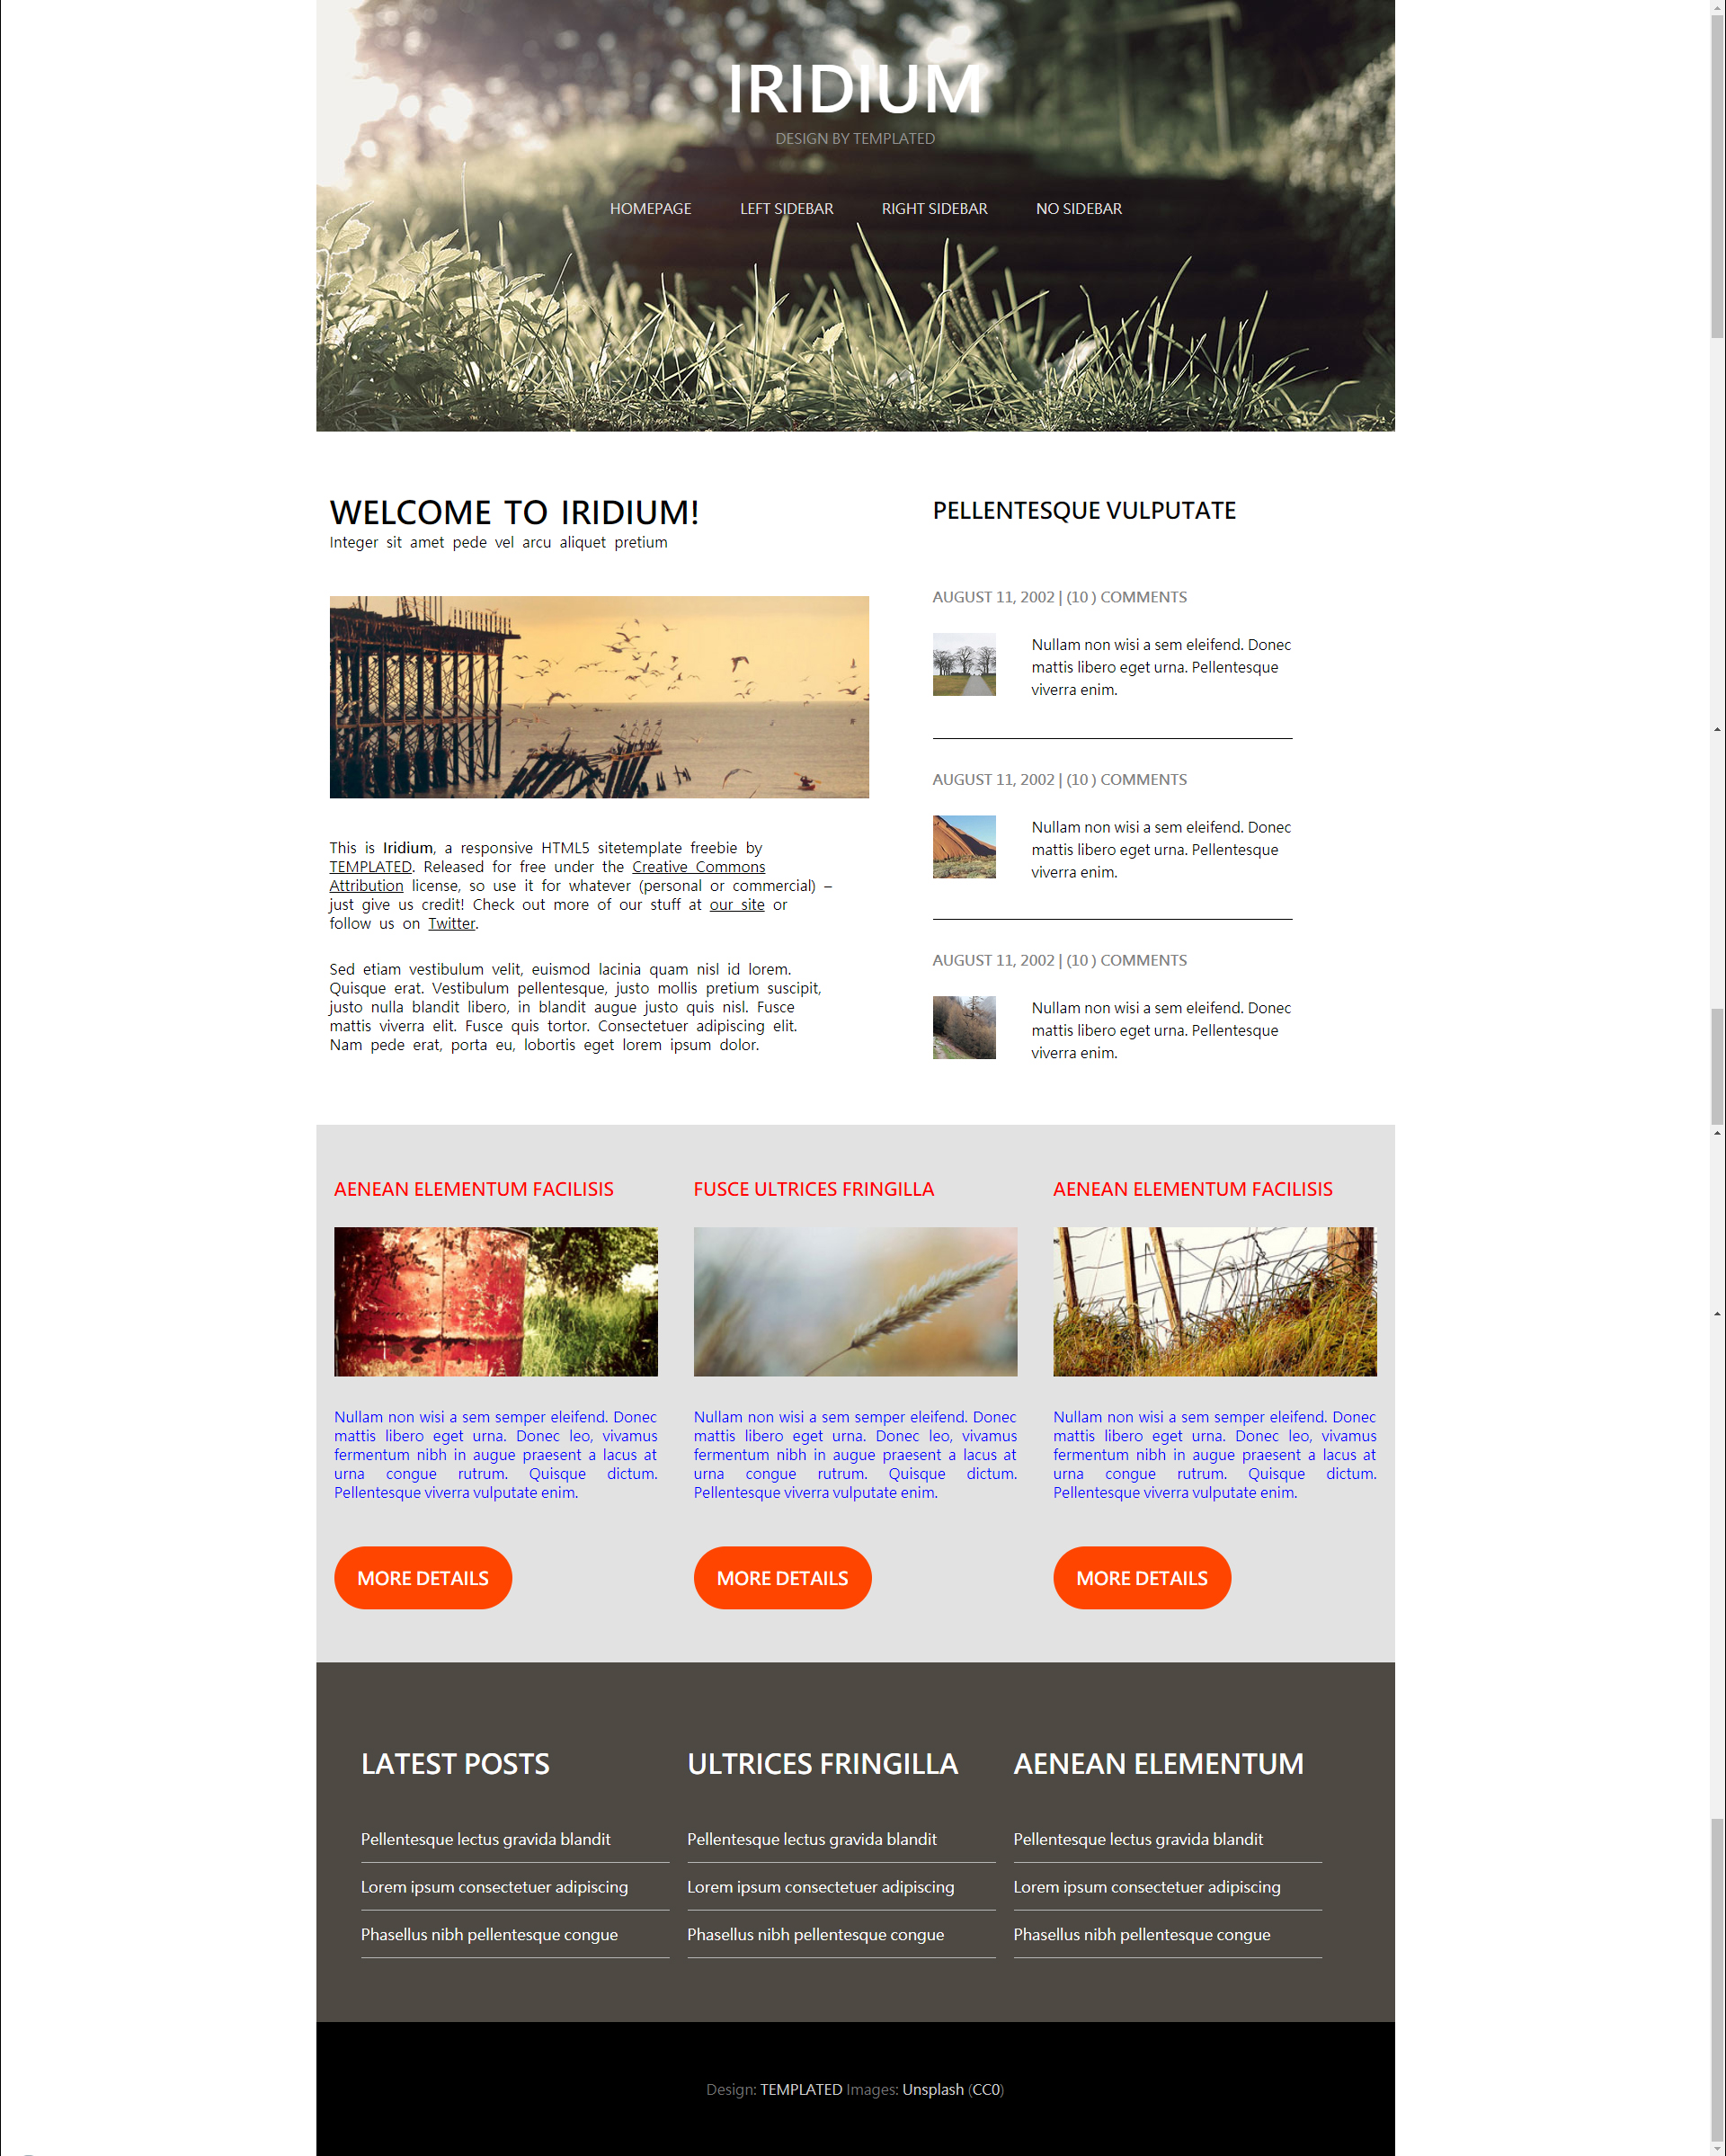 IRIDIUM
DESIGN BY TEMPLATED
HOMEPAGE LEFT SIDEBAR RIGHT SIDEBAR NO SIDEBAR
WELCOME TO IRIDIUM!
Integer sit amet pede vel arcu aliquet pretium
This is Iridium, a responsive HTML5 sitetemplate freebie by
TEMPLATED. Released for free under the Creative Commons
Attribution license, so use it for whatever (personal or commercial) –
just give us credit! Check out more of our stuff at our site or
follow us on Twitter.
Sed etiam vestibulum velit, euismod lacinia quam nisl id lorem.
Quisque erat. Vestibulum pellentesque, justo mollis pretium suscipit,
justo nulla blandit libero, in blandit augue justo quis nisl. Fusce
mattis viverra elit. Fusce quis tortor. Consectetuer adipiscing elit.
Nam pede erat, porta eu, lobortis eget lorem ipsum dolor.
PELLENTESQUE VULPUTATE
AUGUST 11, 2002 | (10 ) COMMENTS
Nullam non wisi a sem eleifend. Donec
mattis libero eget urna. Pellentesque
viverra enim.
AUGUST 11, 2002 | (10 ) COMMENTS
Nullam non wisi a sem eleifend. Donec
mattis libero eget urna. Pellentesque
viverra enim.
AUGUST 11, 2002 | (10 ) COMMENTS
Nullam non wisi a sem eleifend. Donec
mattis libero eget urna. Pellentesque
viverra enim.
AENEAN ELEMENTUM FACILISIS
Nullam non wisi a sem semper eleifend. Donec
mattis libero eget urna. Donec leo, vivamus
fermentum nibh in augue praesent a lacus at
urna congue rutrum. Quisque dictum.
Pellentesque viverra vulputate enim.
MORE DETAILS
FUSCE ULTRICES FRINGILLA
Nullam non wisi a sem semper eleifend. Donec
mattis libero eget urna. Donec leo, vivamus
fermentum nibh in augue praesent a lacus at
urna congue rutrum. Quisque dictum.
Pellentesque viverra vulputate enim.
MORE DETAILS
AENEAN ELEMENTUM FACILISIS
Nullam non wisi a sem semper eleifend. Donec
mattis libero eget urna. Donec leo, vivamus
fermentum nibh in augue praesent a lacus at
urna congue rutrum. Quisque dictum.
Pellentesque viverra vulputate enim.
MORE DETAILS
LATEST POSTS
Pellentesque lectus gravida blandit
Lorem ipsum consectetuer adipiscing
Phasellus nibh pellentesque congue
ULTRICES FRINGILLA
Pellentesque lectus gravida blandit
Lorem ipsum consectetuer adipiscing
Phasellus nibh pellentesque congue
AENEAN ELEMENTUM
Pellentesque lectus gravida blandit
Lorem ipsum consectetuer adipiscing
Phasellus nibh pellentesque congue
Design: TEMPLATED Images: Unsplash (CC0)